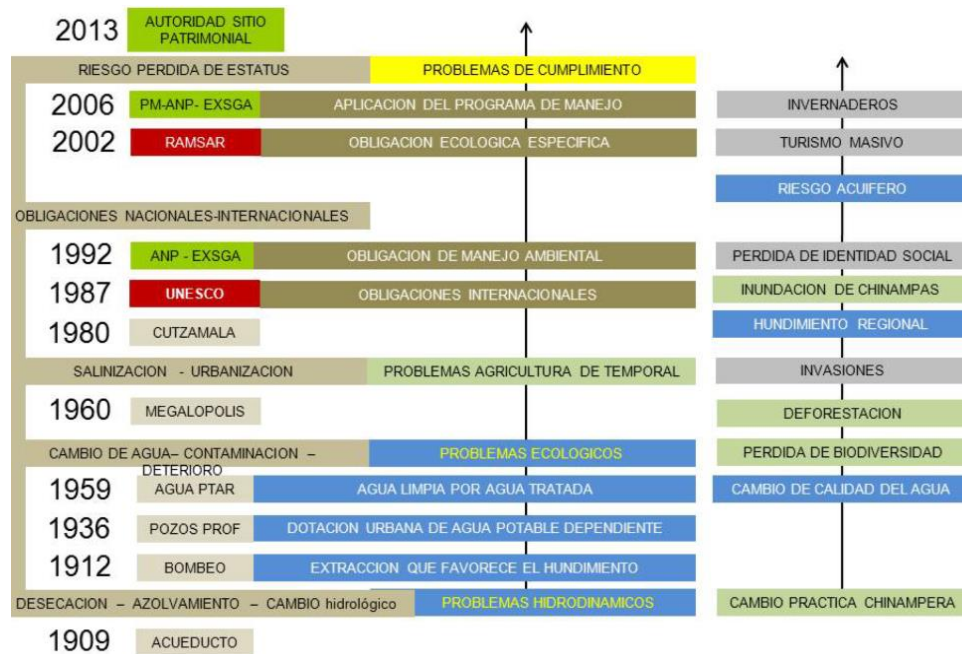 2013 AUTORIDAD SITIO
PATRIMONIAL
RIESGO PERDIDA DE ESTATUS PROBLEMAS DE CUMPLIMIENTO
2006 PM-ANP- EXSGA APLICACION DEL PROGRAMA DE MANEJO INVERNADEROS
2002 RAMSAR OBLIGACION ECOLOGICA ESPECIFICA TURISMO MASIVO
RIESGO ACUIFERO
OBLIGACIONES NACIONALES-INTERNACIONALES
1992 ANP - EXSGA OBLIGACION DE MANEJO AMBIENTAL PERDIDA DE IDENTIDAD SOCIAL
1987 UNESCO OBLIGACIONES INTERNACIONALES INUNDACION DE CHINAMPAS
1980 CUTZAMALA HUNDIMIENTO REGIONAL
SALINIZACION - URBANIZACION PROBLEMAS AGRICULTURA DE TEMPORAL INVASIONES
1960 MEGALOPOLIS DEFORESTACION
CAMBIO DE AGUA– CONTAMINACION – PROBLEMAS ECOLOGICOS PERDIDA DE BIODIVERSIDAD
DETERIORO
1959 AGUA PTAR AGUA LIMPIA POR AGUA TRATADA CAMBIO DE CALIDAD DEL AGUA
1936 POZOS PROF DOTACION URBANA DE AGUA POTABLE DEPENDIENTE
1912 BOMBEO EXTRACCION QUE FAVORECE EL HUNDIMIENTO
DESECACION – AZOLVAMIENTO – CAMBIO hidrológico PROBLEMAS HIDRODINAMICOS CAMBIO PRACTICA CHINAMPERA
1909 ACUEDUCTO